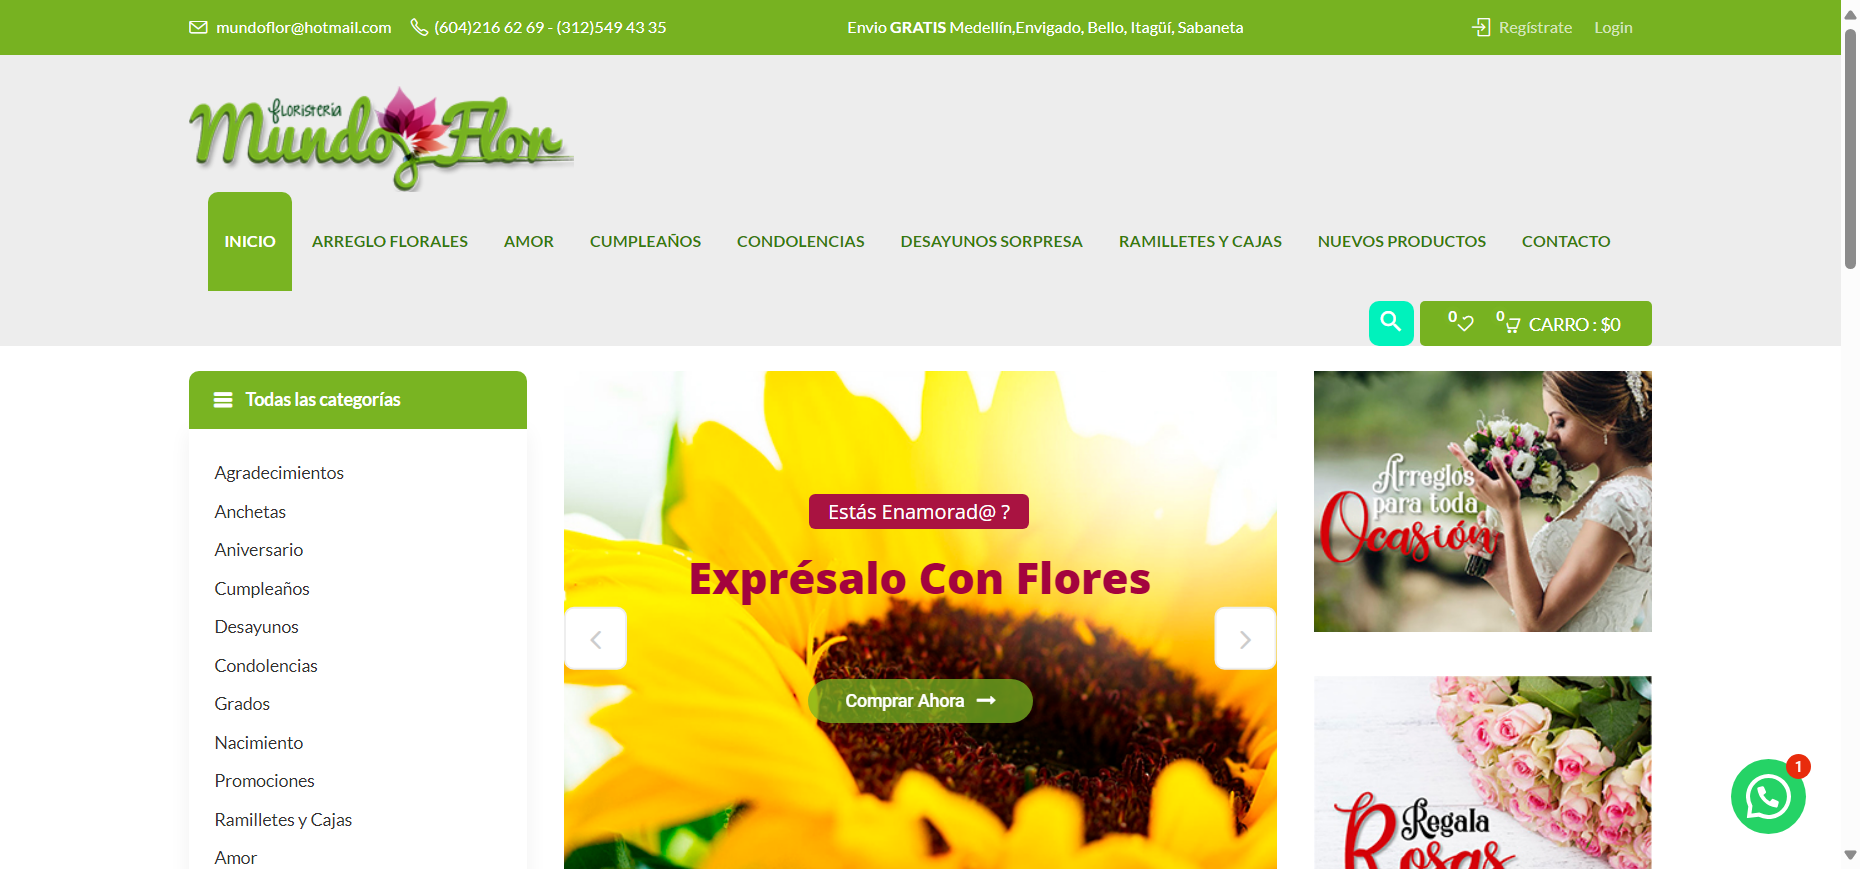 mundoflor@hotmail.com (604)216 62 69 - (312)549 43 35 Envio GRATIS Medellín,Envigado, Bello, Itagüí, Sabaneta Regístrate Login
Floristeria
Mundo Flor
INICIO ARREGLO FLORALES AMOR CUMPLEAÑOS CONDOLENCIAS DESAYUNOS SORPRESA RAMILLETES Y CAJAS NUEVOS PRODUCTOS CONTACTO
0 0 CARRO : $0
Todas las categorías
Agradecimientos
Anchetas
Aniversario
Cumpleaños
Desayunos
Condolencias
Grados
Nacimiento
Promociones
Ramilletes y Cajas
Amor
Estás Enamorad@ ?
Exprésalo Con Flores
Comprar Ahora
Arreglos
para toda
Ocasión
Regala
Rosas
1